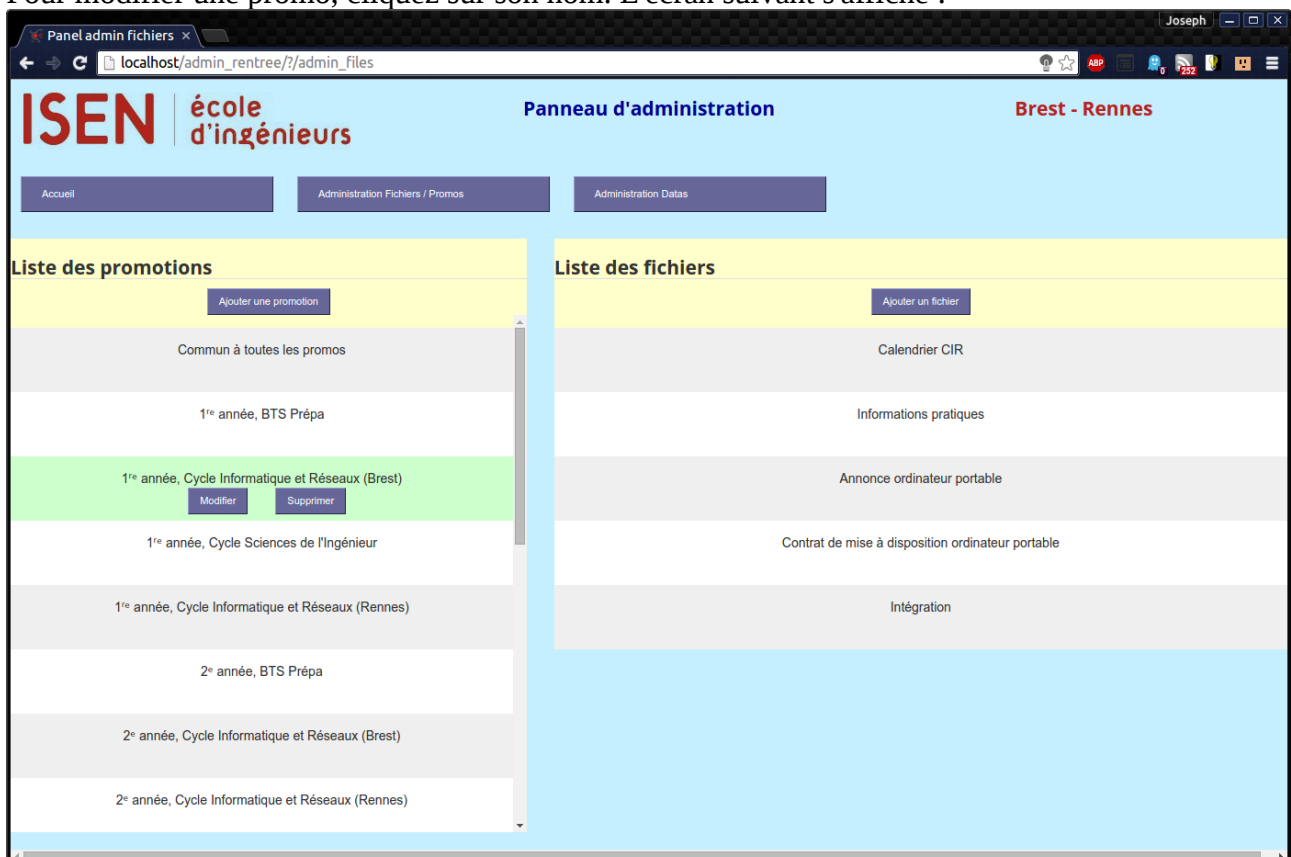 Pour modifier une promo, cliquez sur son nom. L'écran suivant s'affiche :
Joseph
Panel admin fichiers ×
localhost/admin_rentree/?/admin_files
ABP
0
252
ISEN
école
d'ingénieurs
Panneau d'administration
Brest - Rennes
Accueil
Administration Fichiers / Promos
Administration Datas
Liste des promotions
Ajouter une promotion
Commun à toutes les promos
1re année, BTS Prépa
1re année, Cycle Informatique et Réseaux (Brest)
Modifier
Supprimer
1re année, Cycle Sciences de l'Ingénieur
1re année, Cycle Informatique et Réseaux (Rennes)
2e année, BTS Prépa
2e année, Cycle Informatique et Réseaux (Brest)
2e année, Cycle Informatique et Réseaux (Rennes)
Liste des fichiers
Ajouter un fichier
Calendrier CIR
Informations pratiques
Annonce ordinateur portable
Contrat de mise à disposition ordinateur portable
Intégration